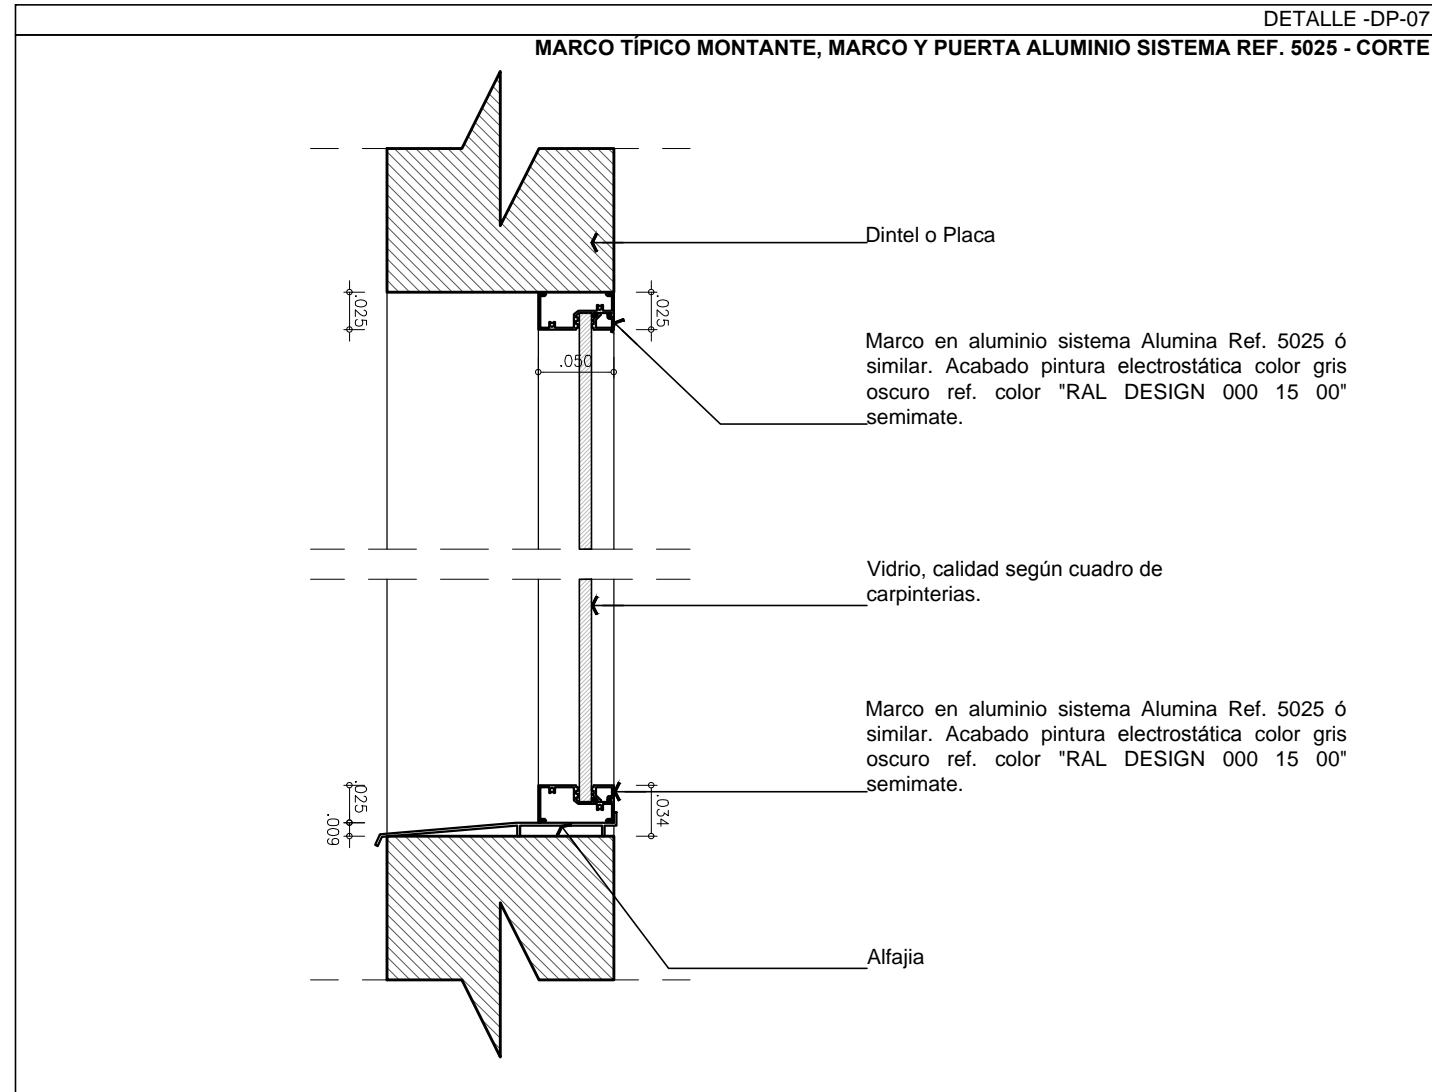 DETALLE -DP-07
MARCO TÍPICO MONTANTE, MARCO Y PUERTA ALUMINIO SISTEMA REF. 5025 - CORTE
Dintel o Placa
.025
.025
Marco en aluminio sistema Alumina Ref. 5025 ó
similar. Acabado pintura electrostática color gris
oscuro ref. color "RAL DESIGN 000 15 00"
semimate.
.050
Vidrio, calidad según cuadro de
carpinterias.
Marco en aluminio sistema Alumina Ref. 5025 ó
similar. Acabado pintura electrostática color gris
oscuro ref. color "RAL DESIGN 000 15 00"
semimate.
.025
.034
.009
Alfajia